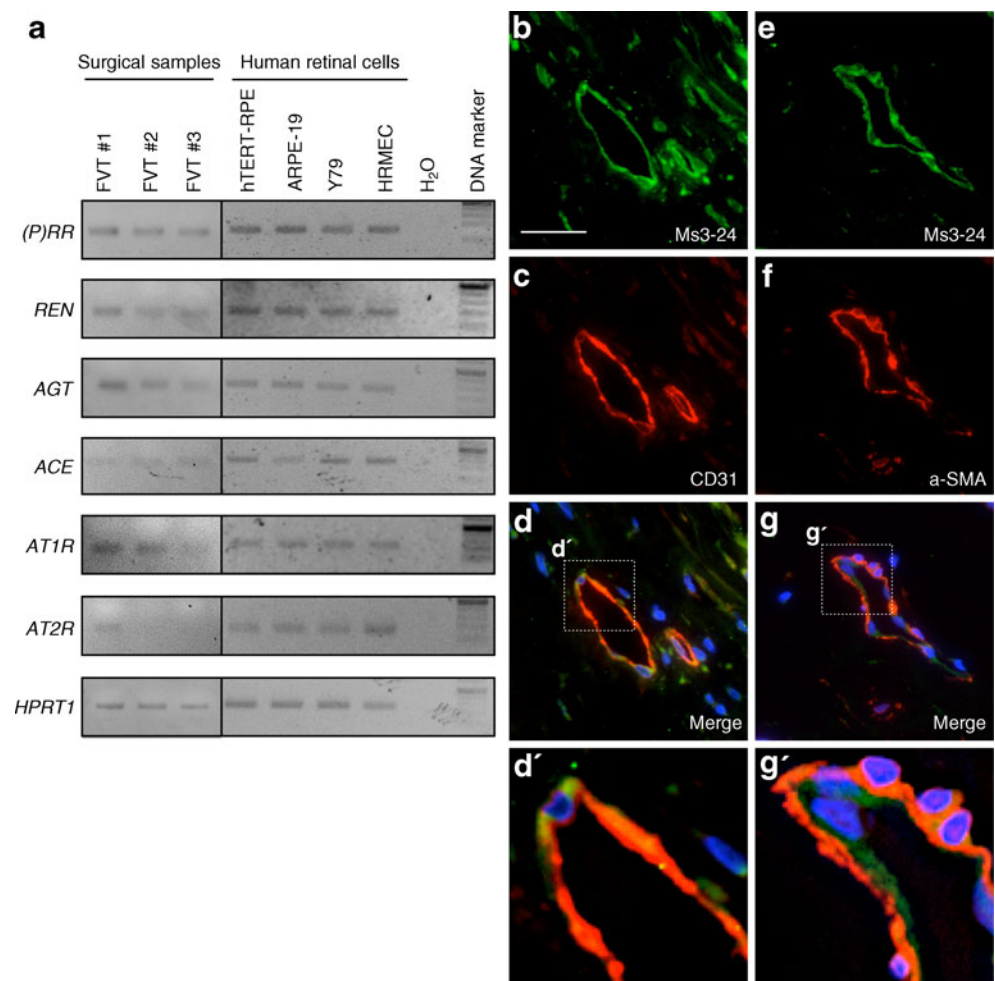 a
Surgical samples
Human retinal cells
FVT #1
FVT #2
FVT #3
hTERT-RPE
ARPE-19
Y79
HRMEC
H₂O
DNA marker
(P)RR
REN
AGT
ACE
AT1R
AT2R
HPRT1
b
Ms3-24
e
Ms3-24
c
CD31
f
a-SMA
d
d´
Merge
g
g´
Merge
d´
g´